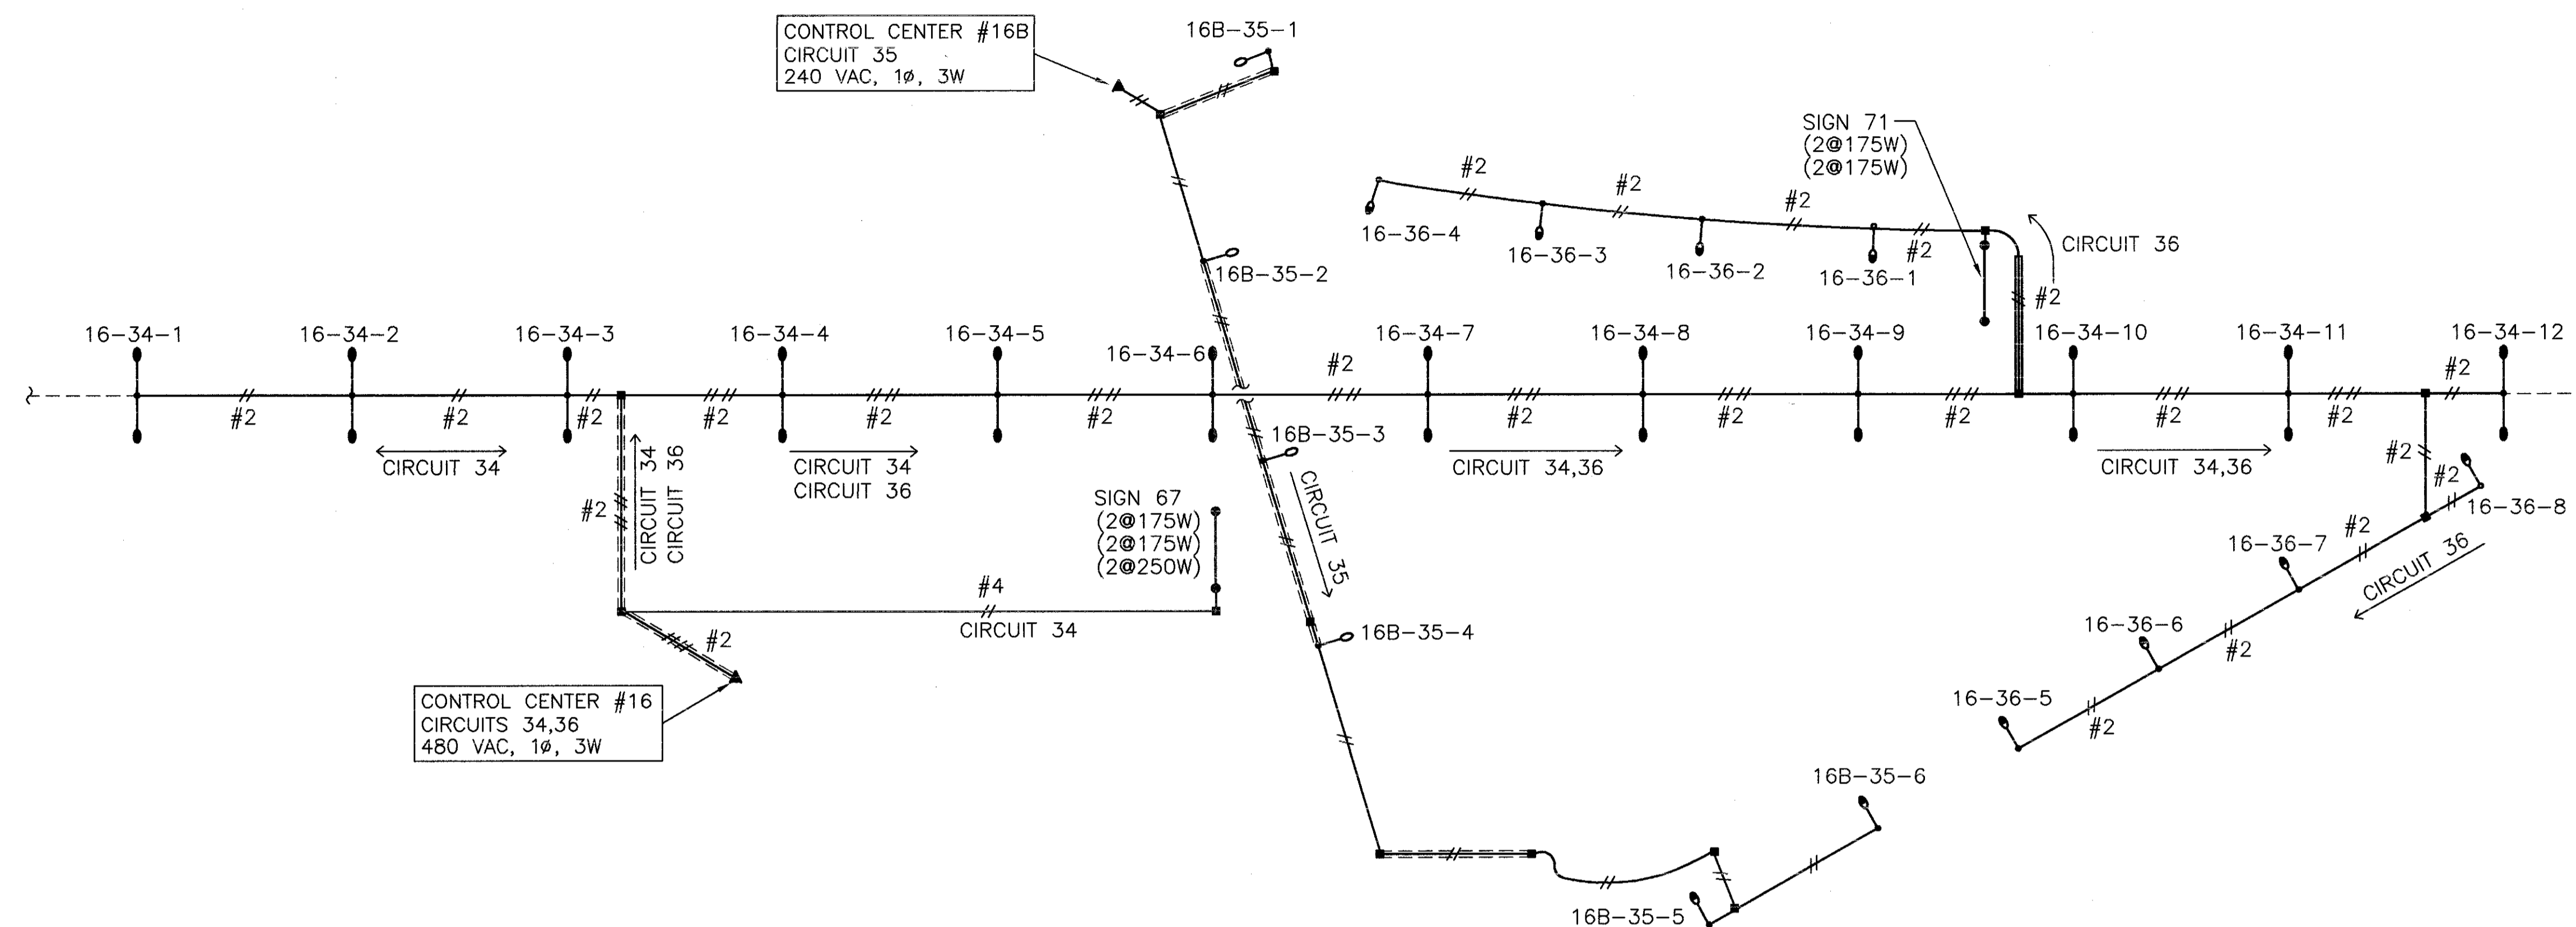 CONTROL CENTER #16B
CIRCUIT 35
240 VAC, 1ø, 3W
16B-35-1
SIGN 71
(2@175W)
(2@175W)
#2
#2
#2
#2
16-36-4
16-36-3
16-36-2
16-36-1
CIRCUIT 36
#2
16B-35-2
16-34-1
16-34-2
16-34-3
16-34-4
16-34-5
16-34-6
#2
16-34-7
16-34-8
16-34-9
16-34-10
16-34-11
16-34-12
#2
#2
#2
#2
#2
#2
#2
#2
#2
#2
#2
#2
CIRCUIT 34
CIRCUIT 34
CIRCUIT 36
16B-35-3
CIRCUIT 34,36
CIRCUIT 34,36
#2
#2
16-36-8
#2
CIRCUIT 34
CIRCUIT 36
SIGN 67
(2@175W)
(2@175W)
(2@250W)
CIRCUIT 35
#2
16-36-7
CIRCUIT 36
#4
CIRCUIT 34
#2
16B-35-4
16-36-6
#2
CONTROL CENTER #16
CIRCUITS 34,36
480 VAC, 1ø, 3W
16-36-5
#2
16B-35-6
16B-35-5